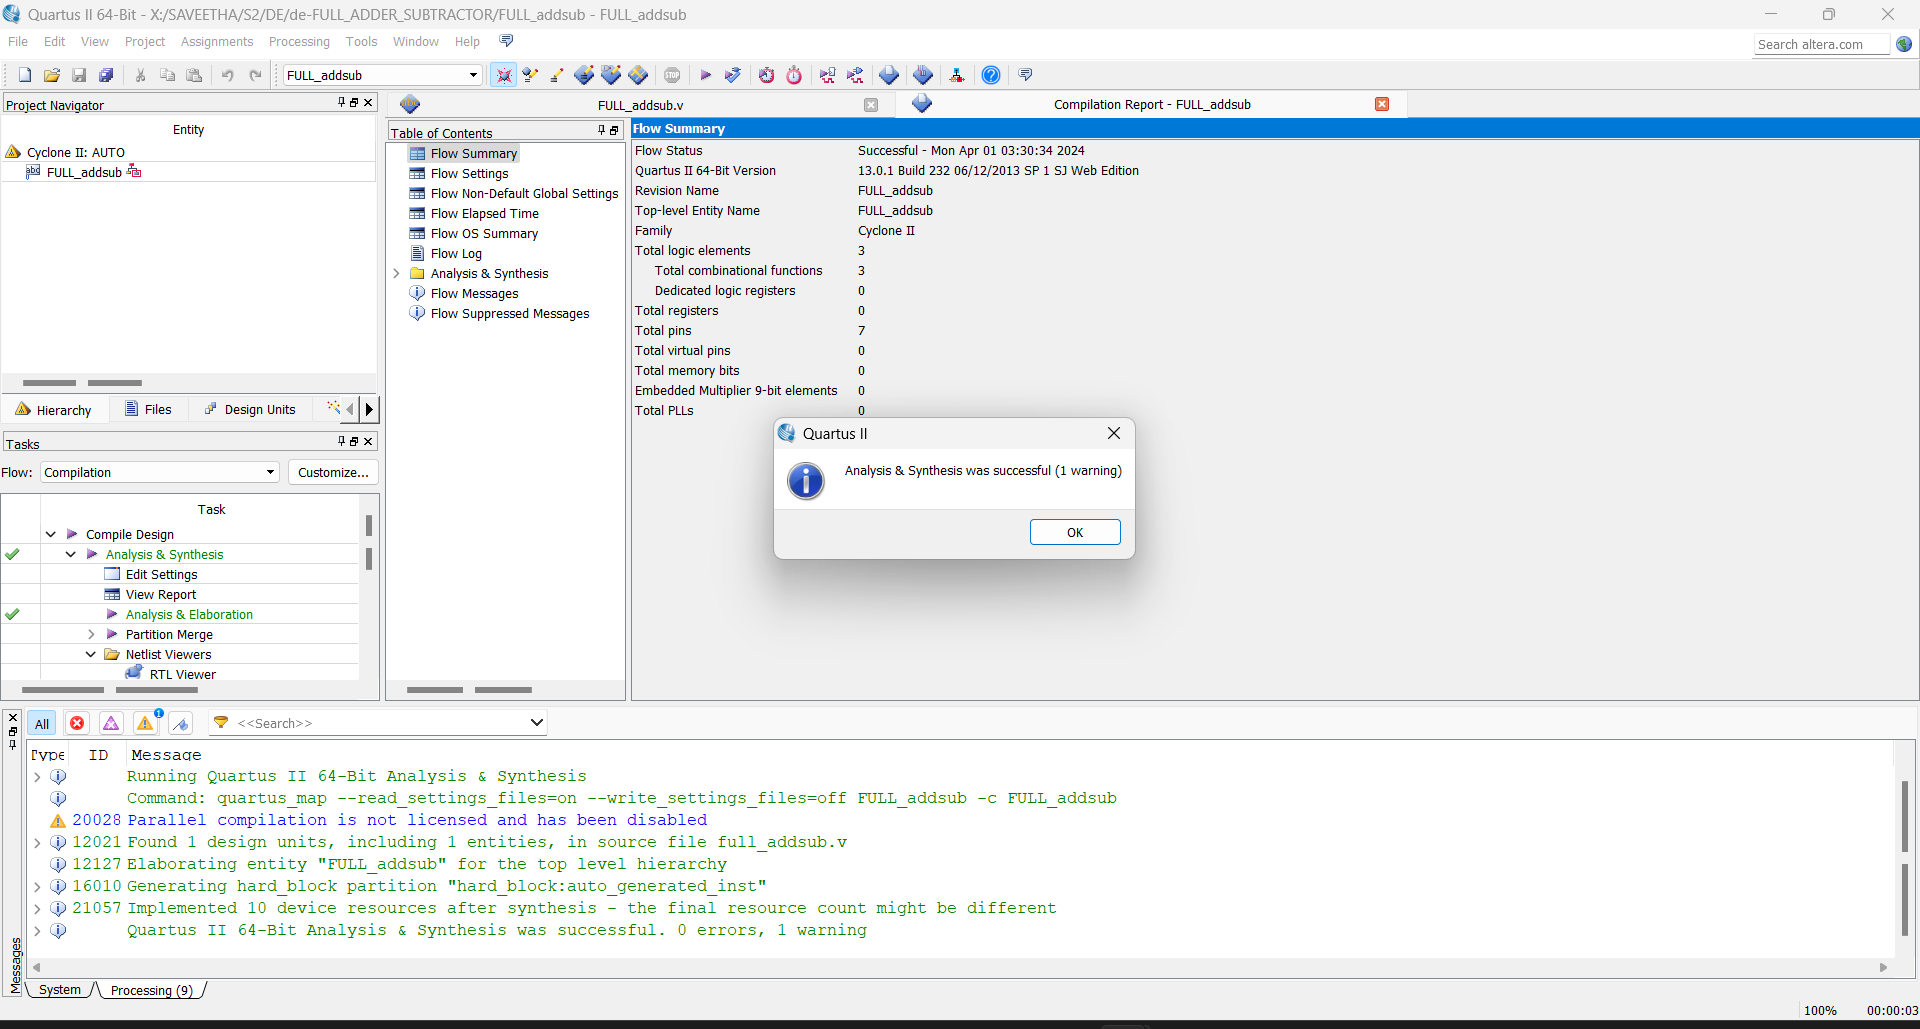 Quartus II 64-Bit - X:/SAVEETHA/S2/DE/de-FULL_ADDER_SUBTRACTOR/FULL_addsub - FULL_addsub
File Edit View Project Assignments Processing Tools Window Help
Search altera.com
FULL_addsub
STOP
Project Navigator
Entity
Cyclone II: AUTO
abd FULL_addsub
Hierarchy Files Design Units
Tasks
Flow: Compilation Customize...
Task
Compile Design
Analysis & Synthesis
Edit Settings
View Report
Analysis & Elaboration
Partition Merge
Netlist Viewers
RTL Viewer
FULL_addsub.v
Compilation Report - FULL_addsub
Table of Contents
Flow Summary
Flow Settings
Flow Non-Default Global Settings
Flow Elapsed Time
Flow OS Summary
Flow Log
Analysis & Synthesis
Flow Messages
Flow Suppressed Messages
Flow Summary
Flow Status Successful - Mon Apr 01 03:30:34 2024
Quartus II 64-Bit Version 13.0.1 Build 232 06/12/2013 SP 1 SJ Web Edition
Revision Name FULL_addsub
Top-level Entity Name FULL_addsub
Family Cyclone II
Total logic elements 3
Total combinational functions 3
Dedicated logic registers 0
Total registers 0
Total pins 7
Total virtual pins 0
Total memory bits 0
Embedded Multiplier 9-bit elements 0
Total PLLs 0
Quartus II
Analysis & Synthesis was successful (1 warning)
OK
All 1 <<Search>>
Type ID Message
Running Quartus II 64-Bit Analysis & Synthesis
Command: quartus_map --read_settings_files=on --write_settings_files=off FULL_addsub -c FULL_addsub
20028 Parallel compilation is not licensed and has been disabled
12021 Found 1 design units, including 1 entities, in source file full_addsub.v
12127 Elaborating entity "FULL_addsub" for the top level hierarchy
16010 Generating hard_block partition "hard_block:auto_generated_inst"
21057 Implemented 10 device resources after synthesis - the final resource count might be different
Quartus II 64-Bit Analysis & Synthesis was successful. 0 errors, 1 warning
Messages
System Processing (9)
100% 00:00:03